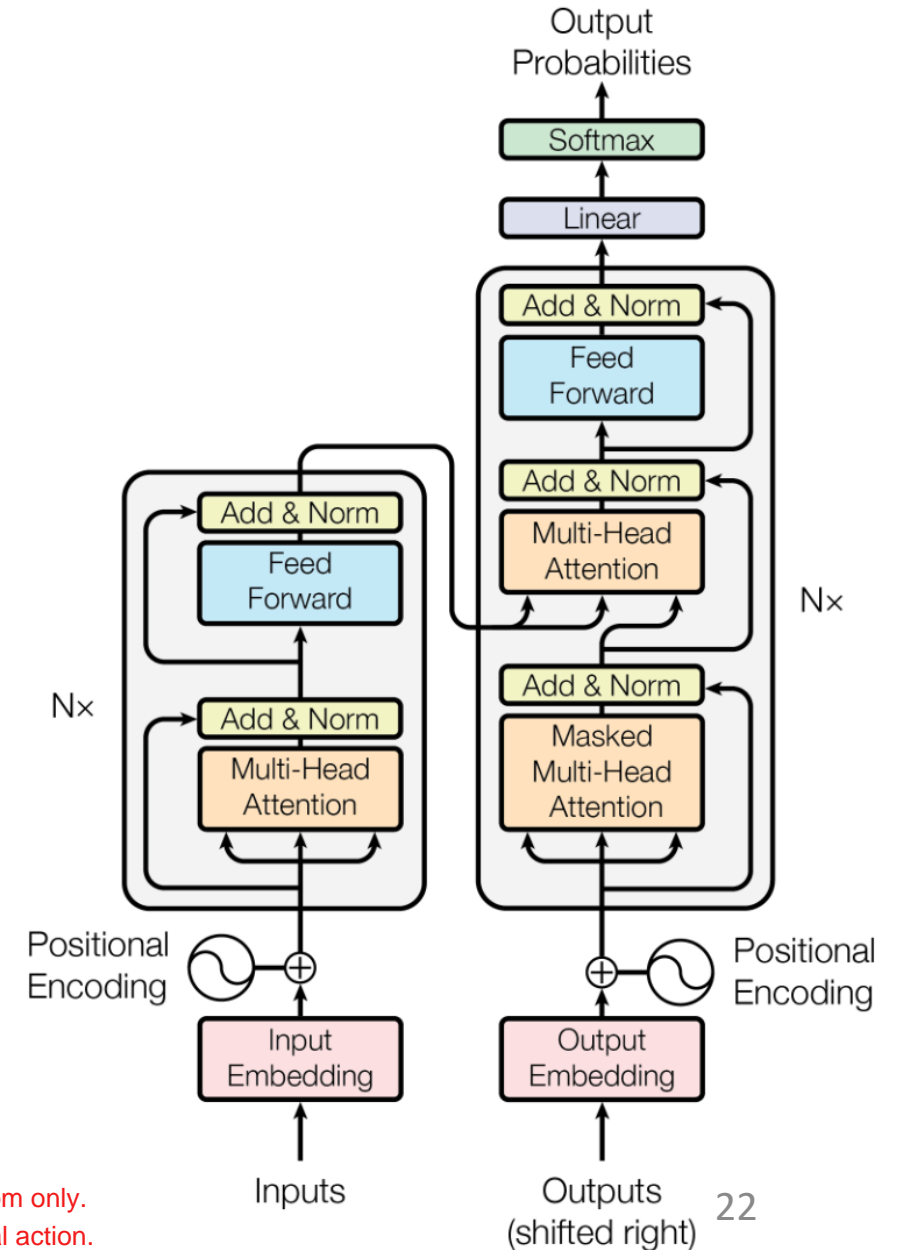 Output
Probabilities
Softmax
Linear
Add & Norm
Feed
Forward
Add & Norm
Multi-Head
Attention
Add & Norm
Masked
Multi-Head
Attention
N×
Add & Norm
Feed
Forward
Add & Norm
Multi-Head
Attention
N×
Positional
Encoding
Positional
Encoding
Input
Embedding
Output
Embedding
Inputs
Outputs
(shifted right)
22
only.
action.